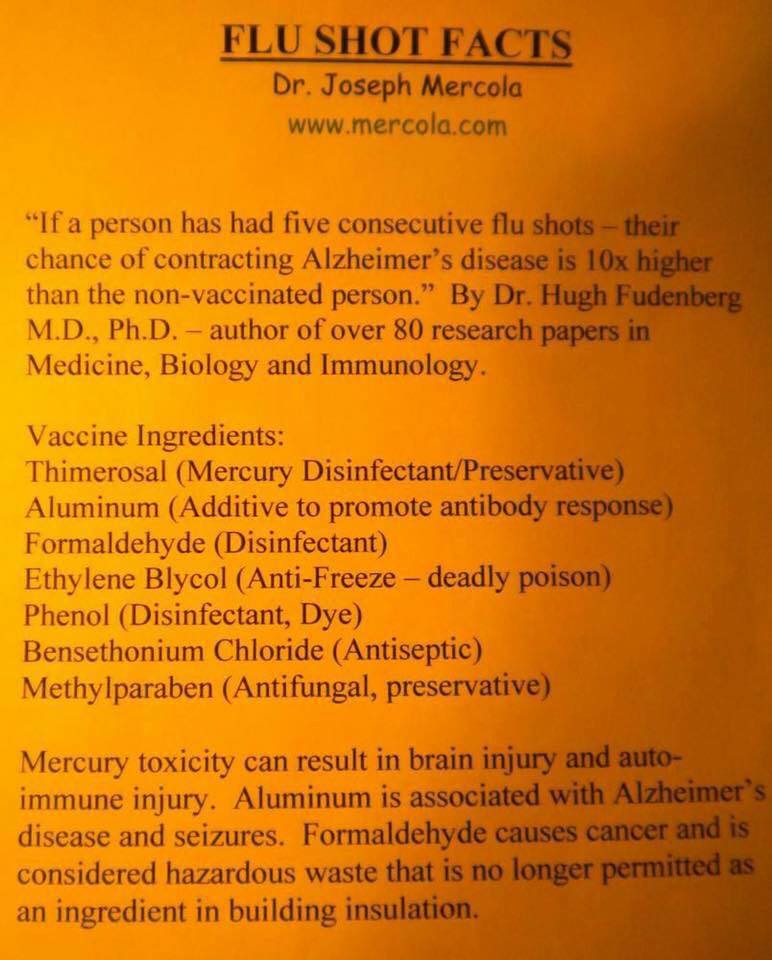 FLU SHOT FACTS
Dr. Joseph Mercola
www.mercola.com
“If a person has had five consecutive flu shots – their
chance of contracting Alzheimer’s disease is 10x higher
than the non-vaccinated person.” By Dr. Hugh Fudenberg
M.D., Ph.D. – author of over 80 research papers in
Medicine, Biology and Immunology.
Vaccine Ingredients:
Thimerosal (Mercury Disinfectant/Preservative)
Aluminum (Additive to promote antibody response)
Formaldehyde (Disinfectant)
Ethylene Blycol (Anti-Freeze – deadly poison)
Phenol (Disinfectant, Dye)
Bensethonium Chloride (Antiseptic)
Methylparaben (Antifungal, preservative)
Mercury toxicity can result in brain injury and auto-
immune injury. Aluminum is associated with Alzheimer’s
disease and seizures. Formaldehyde causes cancer and is
considered hazardous waste that is no longer permitted as
an ingredient in building insulation.